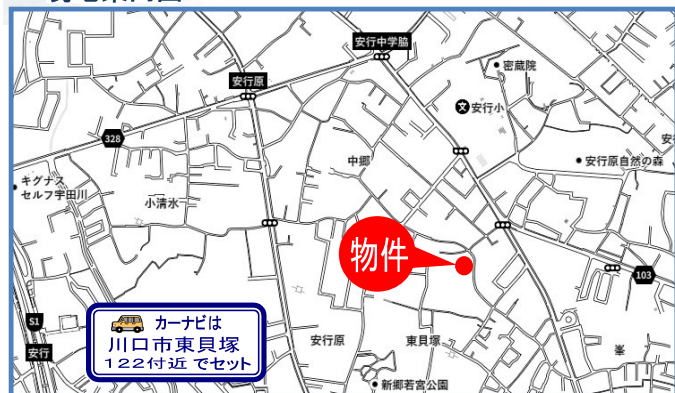 安行中学脇
密蔵院
安行原
文
安行小
328
中郷
安行原自然の森
キグナス
セルフ宇田川
小清水
物件
103
S1
カーナビは
川口市東貝塚
122付近 でセット
安行
安行原
東貝塚
峯
新郷若宮公園